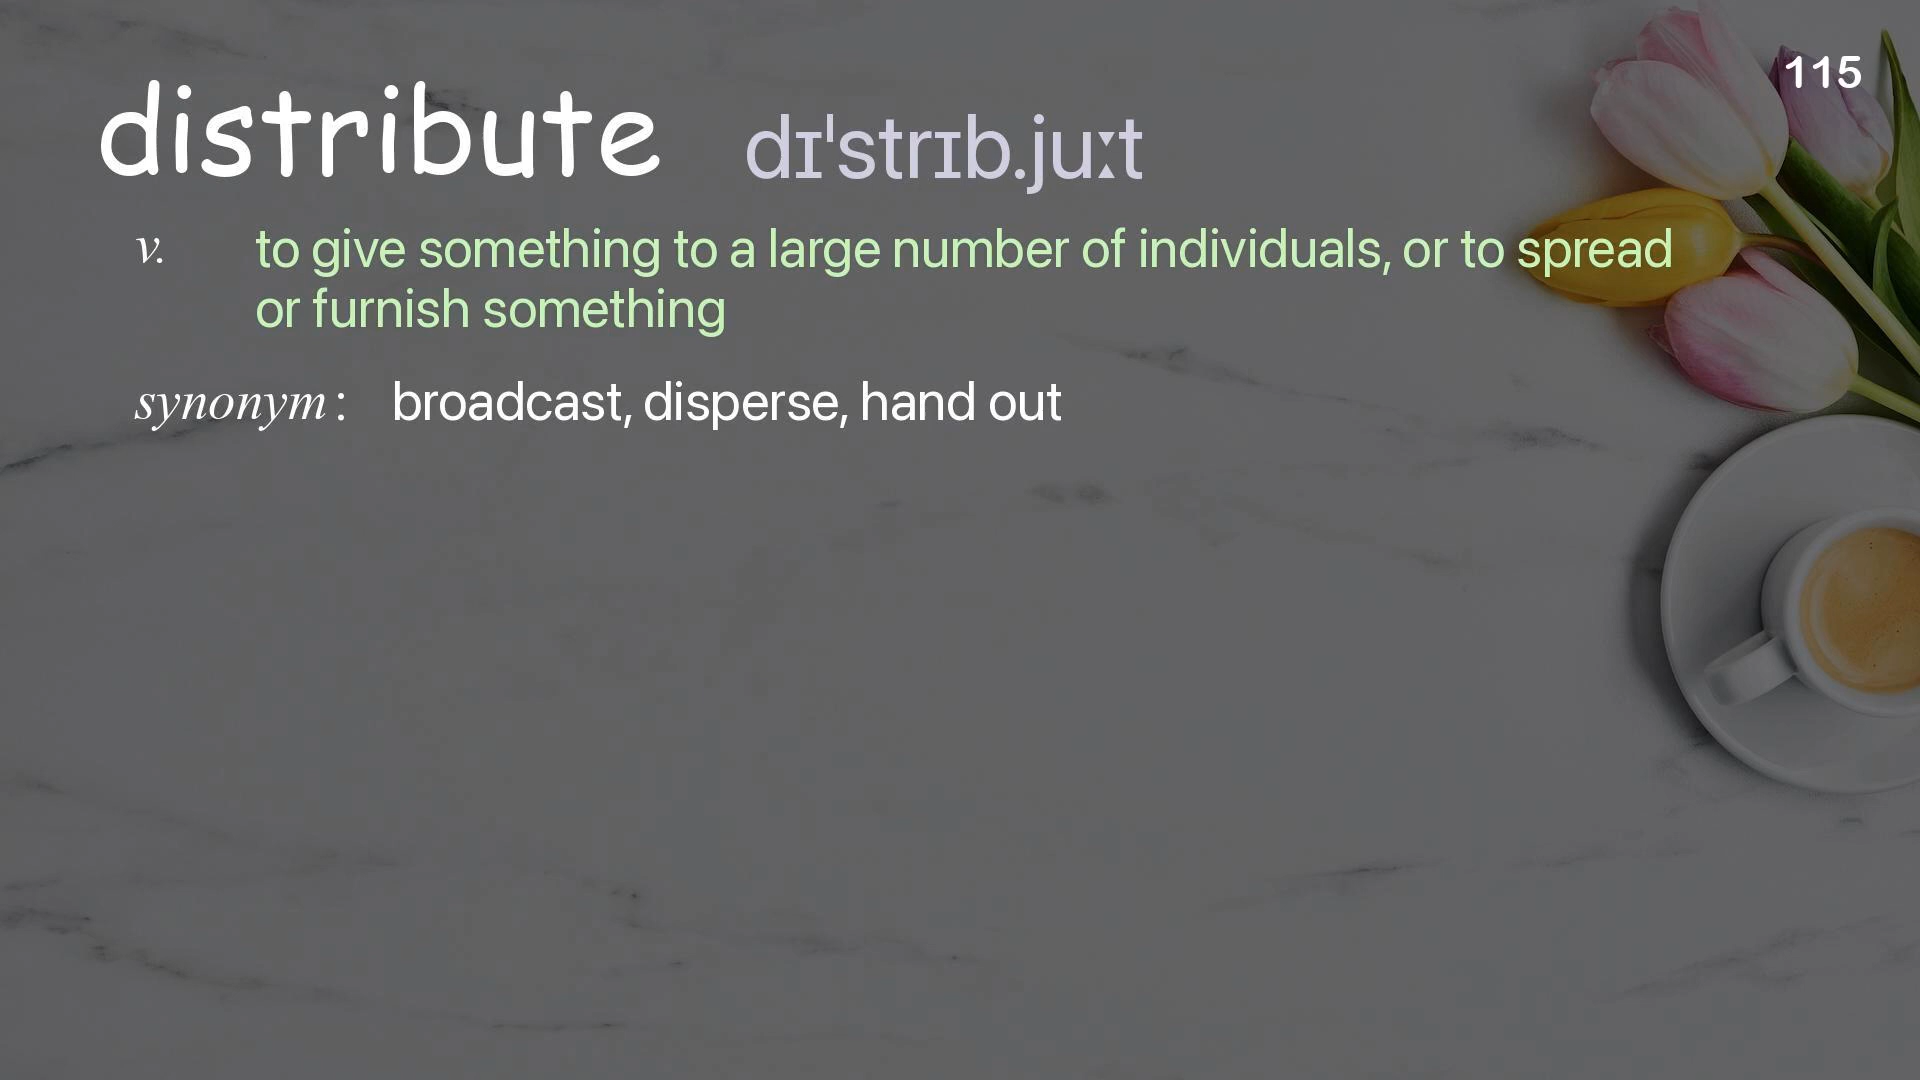 115
distribute dɪˈstrɪb.juːt
v. to give something to a large number of individuals, or to spread
or furnish something
synonym : broadcast, disperse, hand out